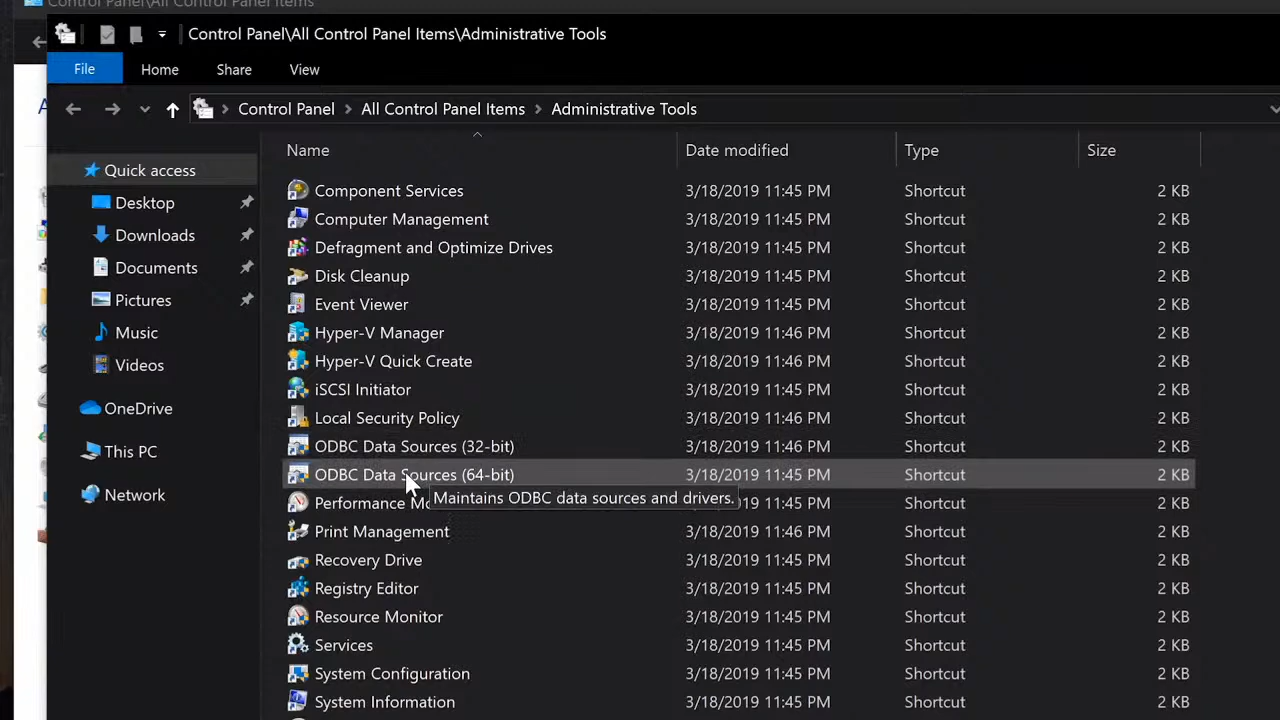 Control Panel\All Control Panel Items
Control Panel\All Control Panel Items\Administrative Tools
File Home Share View
Control Panel All Control Panel Items Administrative Tools
Name Date modified Type Size
Quick access
Desktop
Downloads
Documents
Pictures
Music
Videos
OneDrive
This PC
Network
Component Services 3/18/2019 11:45 PM Shortcut 2 KB
Computer Management 3/18/2019 11:45 PM Shortcut 2 KB
Defragment and Optimize Drives 3/18/2019 11:45 PM Shortcut 2 KB
Disk Cleanup 3/18/2019 11:45 PM Shortcut 2 KB
Event Viewer 3/18/2019 11:45 PM Shortcut 2 KB
Hyper-V Manager 3/18/2019 11:46 PM Shortcut 2 KB
Hyper-V Quick Create 3/18/2019 11:46 PM Shortcut 2 KB
iSCSI Initiator 3/18/2019 11:45 PM Shortcut 2 KB
Local Security Policy 3/18/2019 11:46 PM Shortcut 2 KB
ODBC Data Sources (32-bit) 3/18/2019 11:46 PM Shortcut 2 KB
ODBC Data Sources (64-bit) 3/18/2019 11:45 PM Shortcut 2 KB
Maintains ODBC data sources and drivers.
Performance 11:45 PM Shortcut 2 KB
Print Management 3/18/2019 11:46 PM Shortcut 2 KB
Recovery Drive 3/18/2019 11:45 PM Shortcut 2 KB
Registry Editor 3/18/2019 11:45 PM Shortcut 2 KB
Resource Monitor 3/18/2019 11:45 PM Shortcut 2 KB
Services 3/18/2019 11:45 PM Shortcut 2 KB
System Configuration 3/18/2019 11:45 PM Shortcut 2 KB
System Information 3/18/2019 11:45 PM Shortcut 2 KB